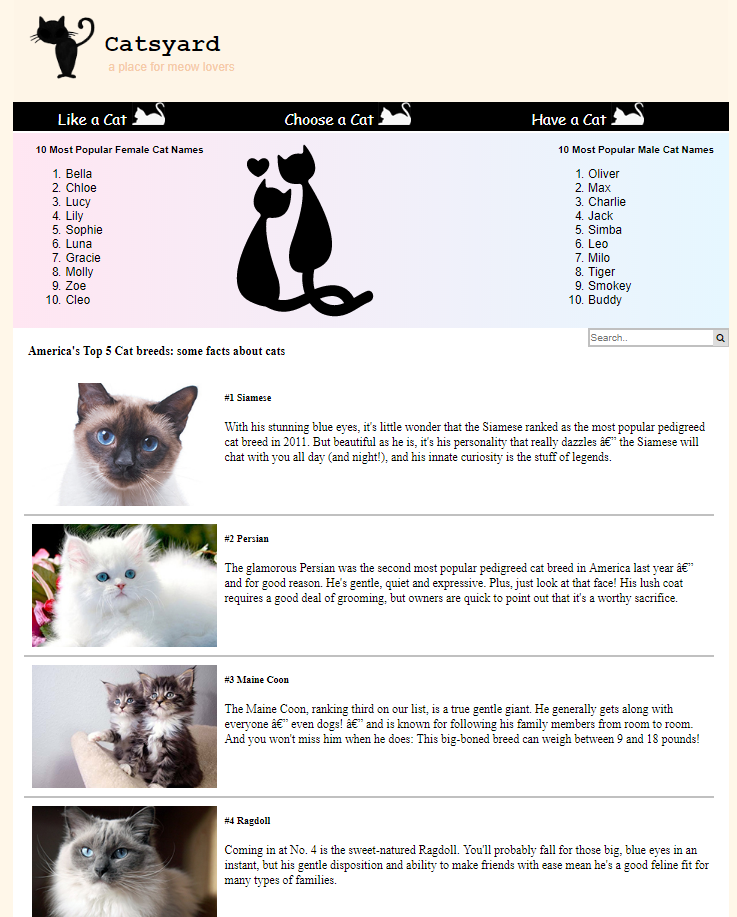 Catsyard
a place for meow lovers
Like a Cat
Choose a Cat
Have a Cat
10 Most Popular Female Cat Names
1. Bella
2. Chloe
3. Lucy
4. Lily
5. Sophie
6. Luna
7. Gracie
8. Molly
9. Zoe
10. Cleo
10 Most Popular Male Cat Names
1. Oliver
2. Max
3. Charlie
4. Jack
5. Simba
6. Leo
7. Milo
8. Tiger
9. Smokey
10. Buddy
Search..
America's Top 5 Cat breeds: some facts about cats
#1 Siamese
With his stunning blue eyes, it's little wonder that the Siamese ranked as the most popular pedigreed
cat breed in 2011. But beautiful as he is, it's his personality that really dazzles â€” the Siamese will
chat with you all day (and night!), and his innate curiosity is the stuff of legends.
#2 Persian
The glamorous Persian was the second most popular pedigreed cat breed in America last year â€”
and for good reason. He's gentle, quiet and expressive. Plus, just look at that face! His lush coat
requires a good deal of grooming, but owners are quick to point out that it's a worthy sacrifice.
#3 Maine Coon
The Maine Coon, ranking third on our list, is a true gentle giant. He generally gets along with
everyone â€” even dogs! â€” and is known for following his family members from room to room.
And you won't miss him when he does: This big-boned breed can weigh between 9 and 18 pounds!
#4 Ragdoll
Coming in at No. 4 is the sweet-natured Ragdoll. You'll probably fall for those big, blue eyes in an
instant, but his gentle disposition and ability to make friends with ease mean he's a good feline fit for
many types of families.